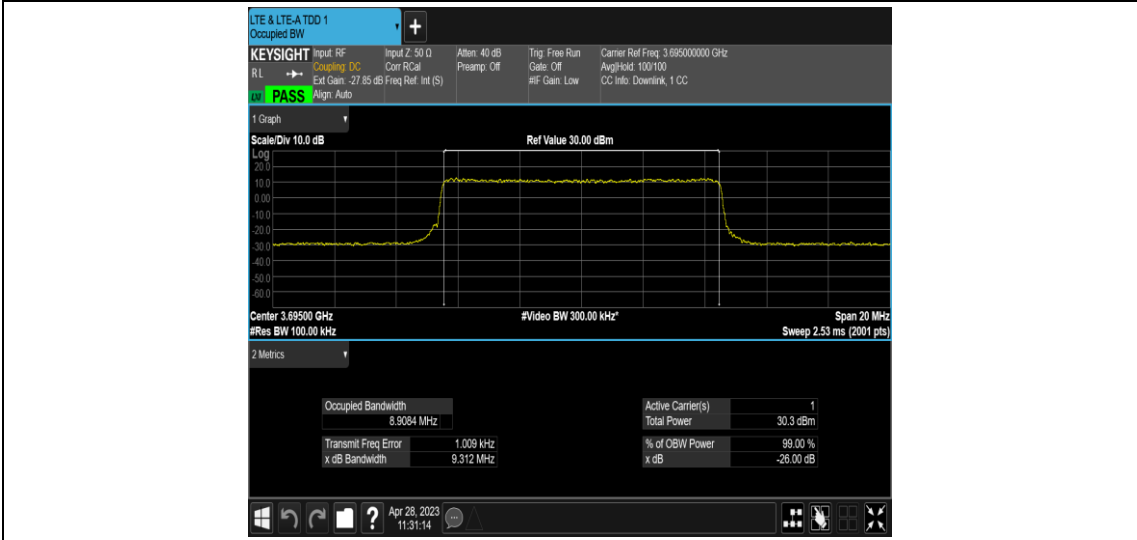 LTE & LTE-A TDD 1
Occupied BW
+
KEYSIGHT
RL
LXI PASS
Input: RF
Coupling: DC
Ext Gain: -27.85 dB
Align: Auto
Input Z: 50 Ω
Corr RCal
Freq Ref: Int (S)
Atten: 40 dB
Preamp: Off
Trig: Free Run
Gate: Off
#IF Gain: Low
Carrier Ref Freq: 3.695000000 GHz
Avg|Hold: 100/100
CC Info: Downlink, 1 CC
1 Graph
Scale/Div 10.0 dB
Ref Value 30.00 dBm
Log
20.0
10.0
0.00
-10.0
-20.0
-30.0
-40.0
-50.0
-60.0
Center 3.69500 GHz
#Video BW 300.00 kHz*
Span 20 MHz
#Res BW 100.00 kHz
Sweep 2.53 ms (2001 pts)
2 Metrics
Occupied Bandwidth
8.9084 MHz
Transmit Freq Error 1.009 kHz
x dB Bandwidth 9.312 MHz
Active Carrier(s) 1
Total Power 30.3 dBm
% of OBW Power 99.00 %
x dB -26.00 dB
?
Apr 28, 2023
11:31:14